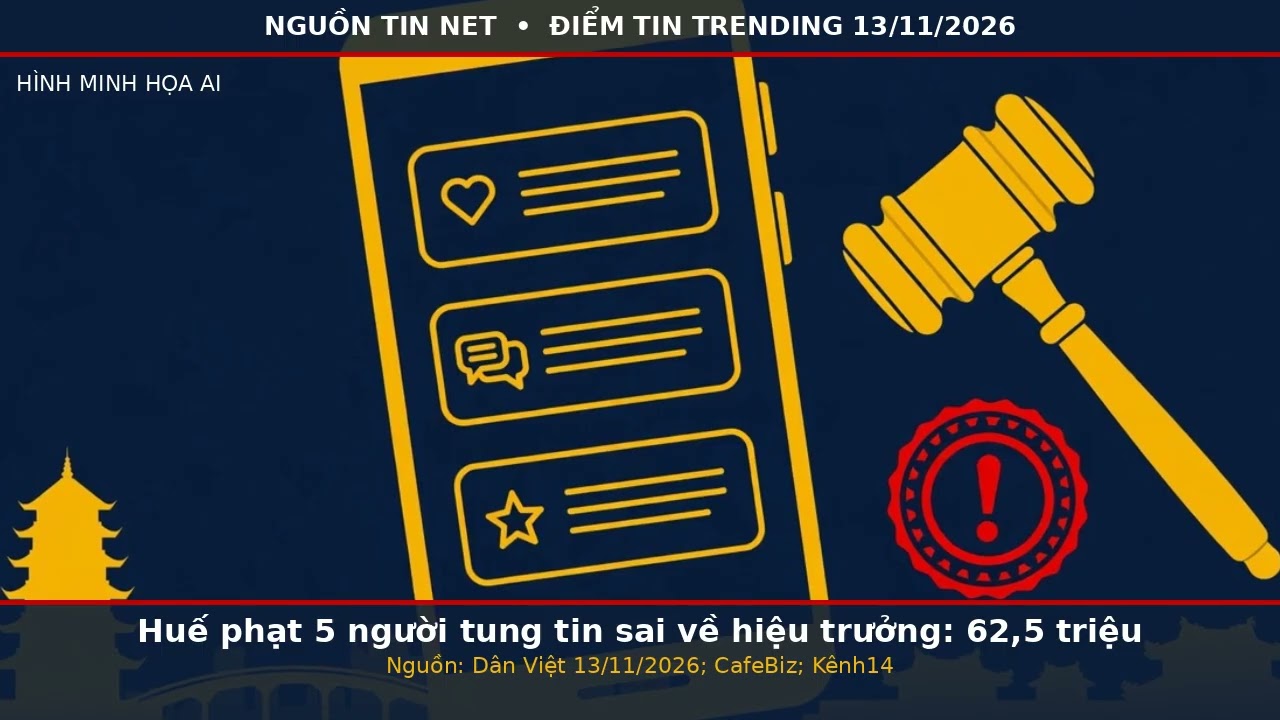 NGUỒN TIN NET • ĐIỂM TIN TRENDING 13/11/2026
HÌNH MINH HỌA AI
Huế phạt 5 người tung tin sai về hiệu trưởng: 62,5 triệu
Nguồn: Dân Việt 13/11/2026; CafeBiz; Kênh14